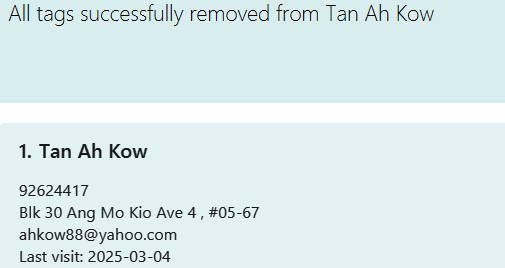 All tags successfully removed from Tan Ah Kow
1. Tan Ah Kow
92624417
Blk 30 Ang Mo Kio Ave 4 , #05-67
ahkow88@yahoo.com
Last visit: 2025-03-04